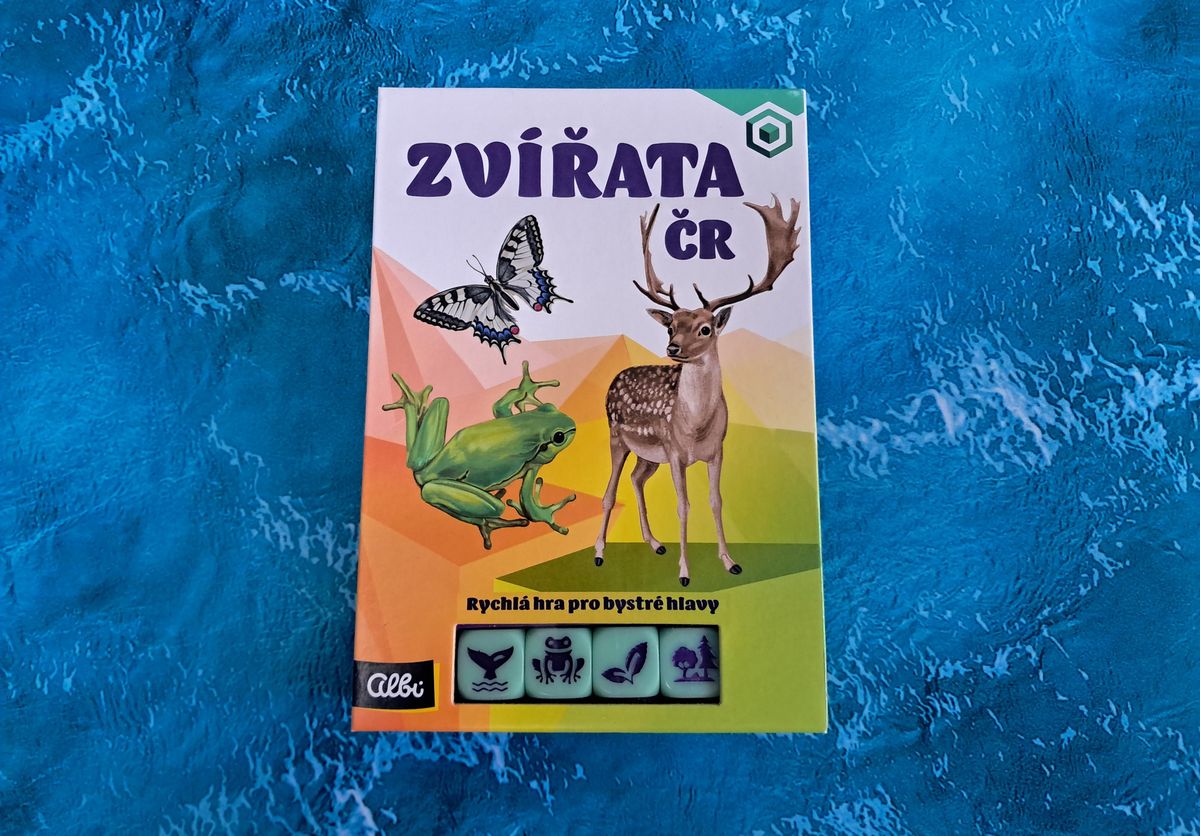 ZVÍŘATA
ČR
Rychlá hra pro bystré hlavy
albi